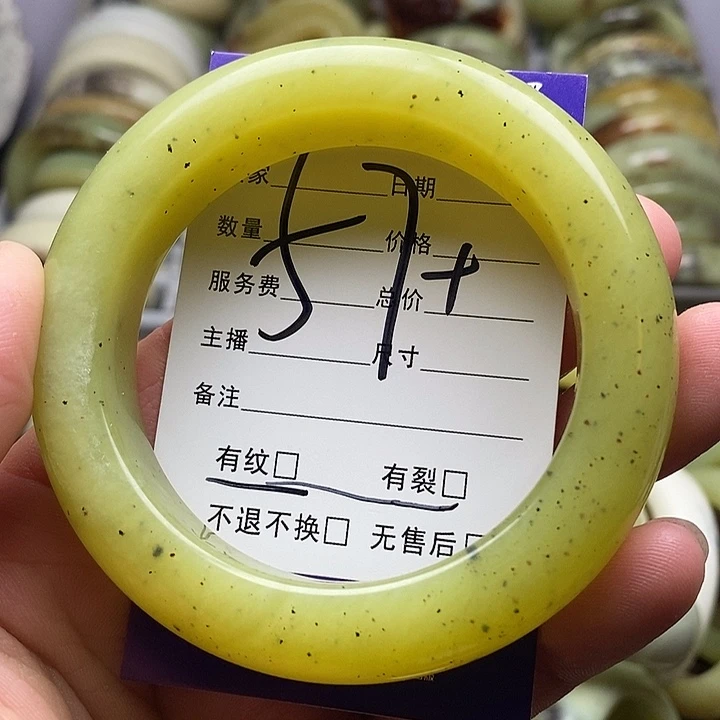 家 日期
数量 价格
57+
服务费 总价
主播 尺寸
备注
有纹□ 有裂□
不退不换□ 无售后□